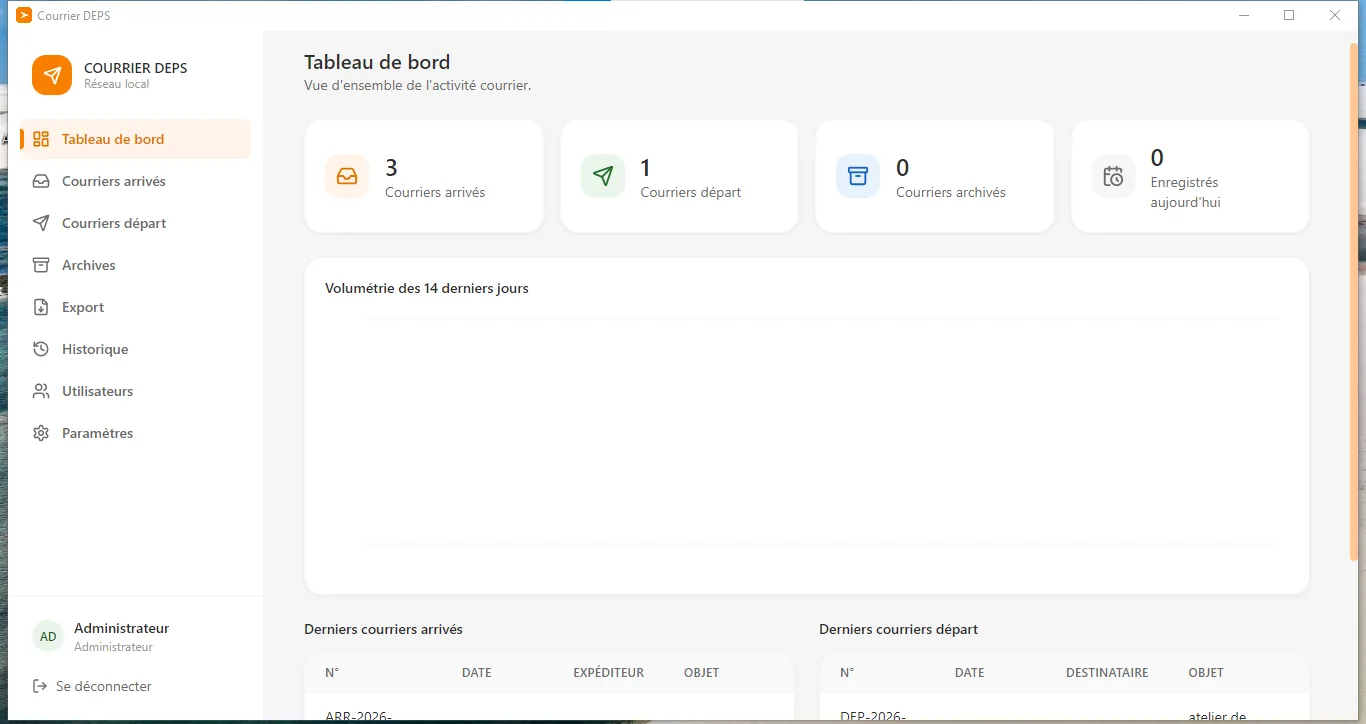 Courrier DEPS
COURRIER DEPS
Réseau local
Tableau de bord
Courriers arrivés
Courriers départ
Archives
Export
Historique
Utilisateurs
Paramètres
AD
Administrateur
Administrateur
Se déconnecter
Tableau de bord
Vue d'ensemble de l'activité courrier.
3
Courriers arrivés
1
Courriers départ
0
Courriers archivés
0
Enregistrés
aujourd'hui
Volumétrie des 14 derniers jours
Derniers courriers arrivés
N° DATE EXPÉDITEUR OBJET
ARR-2026-
Derniers courriers départ
N° DATE DESTINATAIRE OBJET
DEP-2026- atelier de